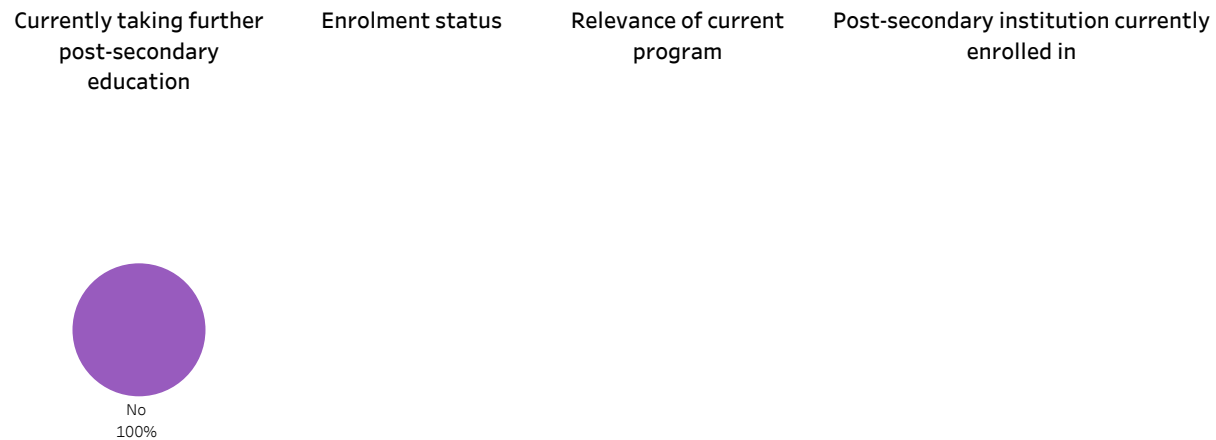 Currently taking further
post-secondary
education
Enrolment status
Relevance of current
program
Post-secondary institution currently
enrolled in
No
100%